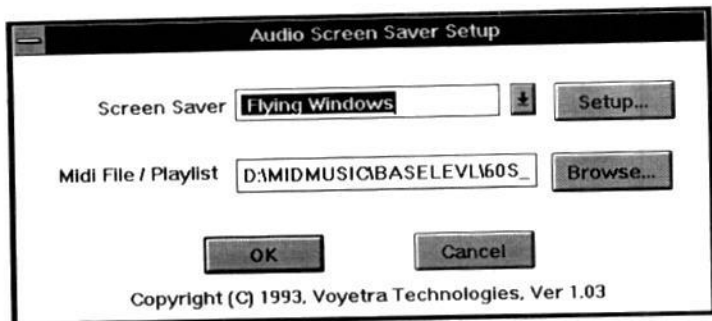 Audio Screen Saver Setup
Screen Saver Flying Windows Setup...
Midi File / Playlist D:\MIDMUSIC\BASELEVL\60S_ Browse...
OK Cancel
Copyright (C) 1993, Voyetra Technologies, Ver 1.03